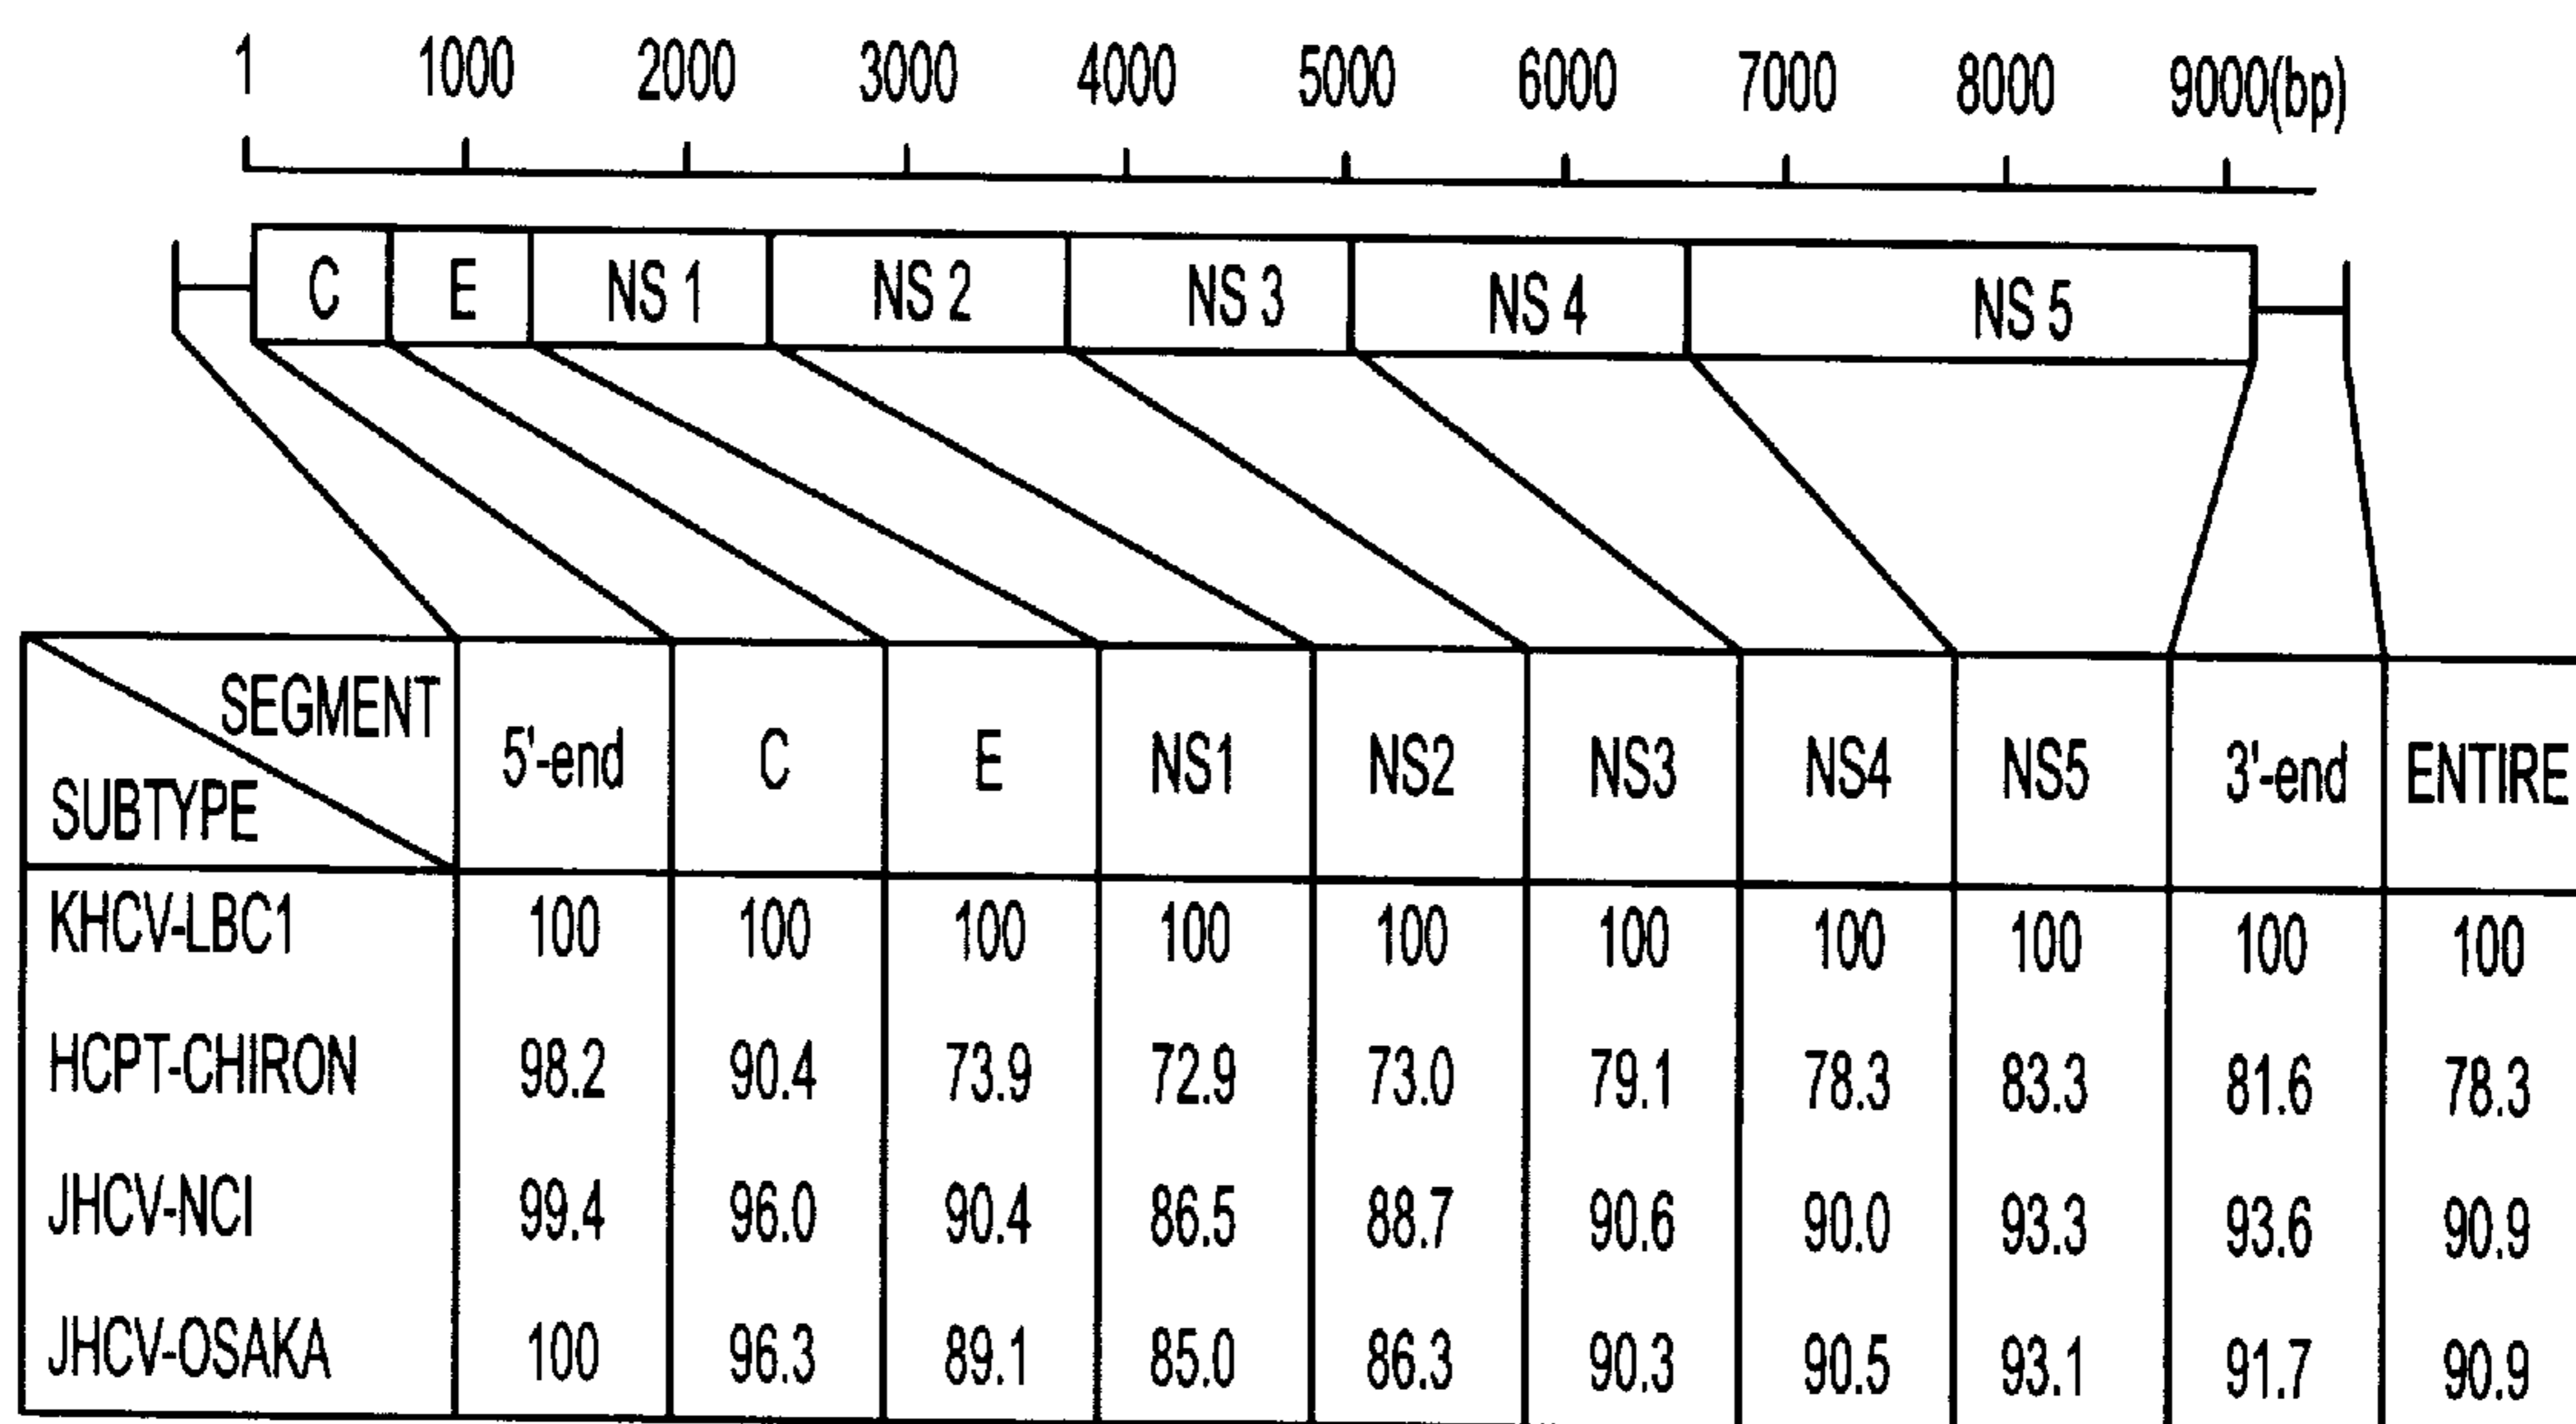 1 1000 2000 3000 4000 5000 6000 7000 8000 9000(bp)
C E NS 1 NS 2 NS 3 NS 4 NS 5
SEGMENT
SUBTYPE
5'-end C E NS1 NS2 NS3 NS4 NS5 3'-end ENTIRE
KHCV-LBC1 100 100 100 100 100 100 100 100 100 100
HCPT-CHIRON 98.2 90.4 73.9 72.9 73.0 79.1 78.3 83.3 81.6 78.3
JHCV-NCI 99.4 96.0 90.4 86.5 88.7 90.6 90.0 93.3 93.6 90.9
JHCV-OSAKA 100 96.3 89.1 85.0 86.3 90.3 90.5 93.1 91.7 90.9